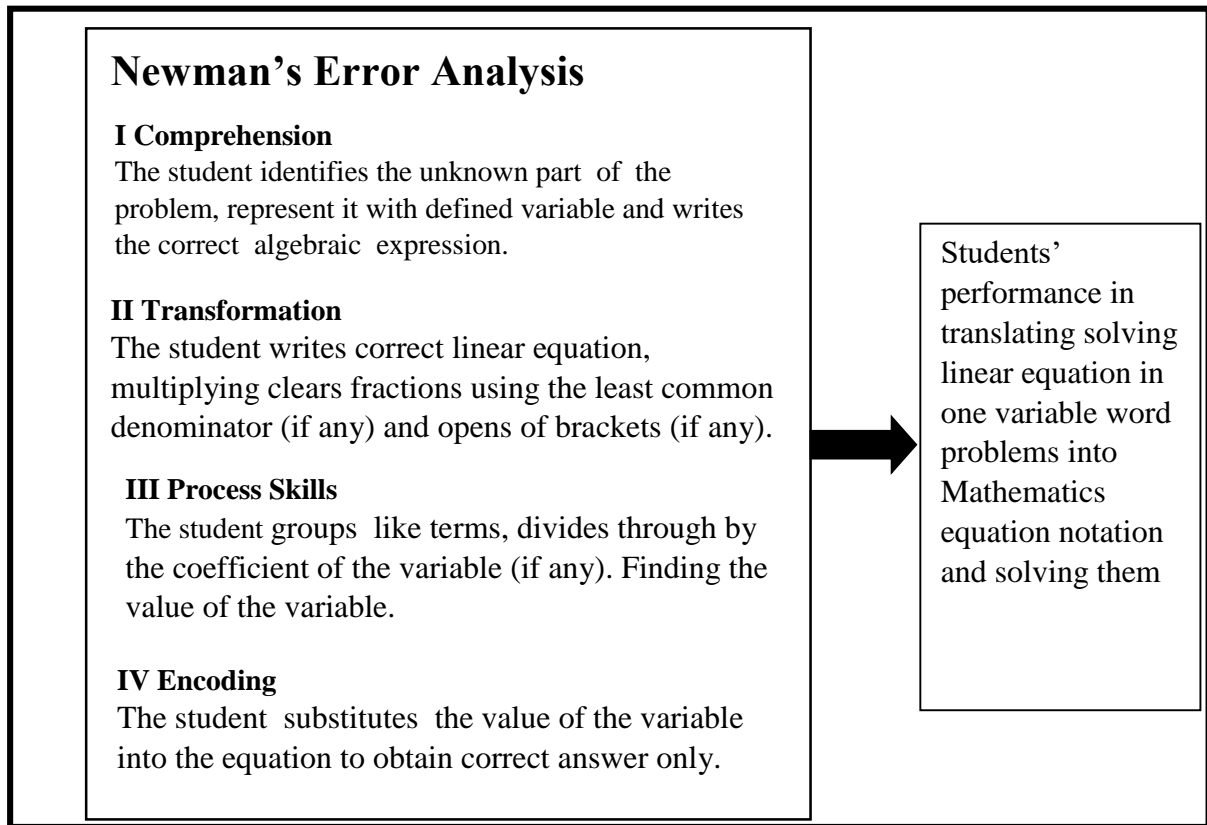 Newman’s Error Analysis
I Comprehension
The student identifies the unknown part of the
problem, represent it with defined variable and writes
the correct algebraic expression.
II Transformation
The student writes correct linear equation,
multiplying clears fractions using the least common
denominator (if any) and opens of brackets (if any).
III Process Skills
The student groups like terms, divides through by
the coefficient of the variable (if any). Finding the
value of the variable.
IV Encoding
The student substitutes the value of the variable
into the equation to obtain correct answer only.
Students’
performance in
translating solving
linear equation in
one variable word
problems into
Mathematics
equation notation
and solving them